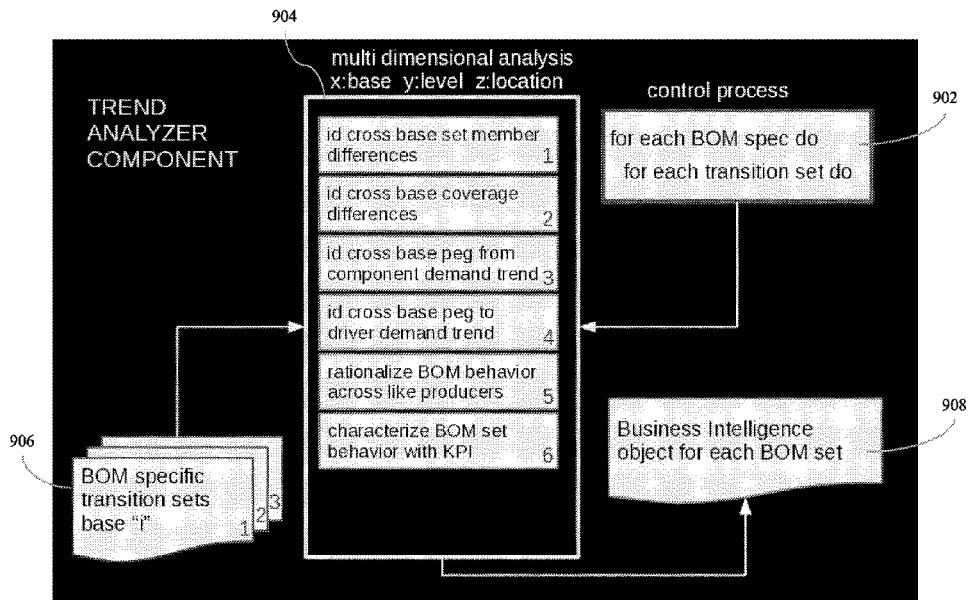 904
multi dimensional analysis
x:base y:level z:location
TREND
ANALYZER
COMPONENT
control process
902
for each BOM spec do
for each transition set do
id cross base set member
differences 1
id cross base coverage
differences 2
id cross base peg from
component demand trend 3
id cross base peg to
driver demand trend 4
rationalize BOM behavior
across like producers 5
characterize BOM set
behavior with KPI 6
906
BOM specific
transition sets
base "i" 1 2 3
908
Business Intelligence
object for each BOM set